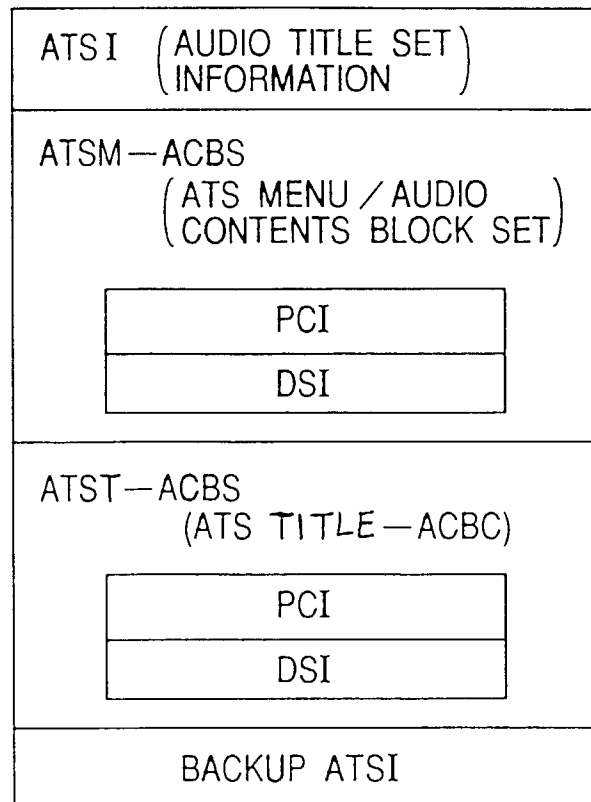 ATSI (AUDIO TITLE SET
INFORMATION)
ATSM—ACBS
(ATS MENU / AUDIO
CONTENTS BLOCK SET)
PCI
DSI
ATST—ACBS
(ATS TITLE—ACBC)
PCI
DSI
BACKUP ATSI